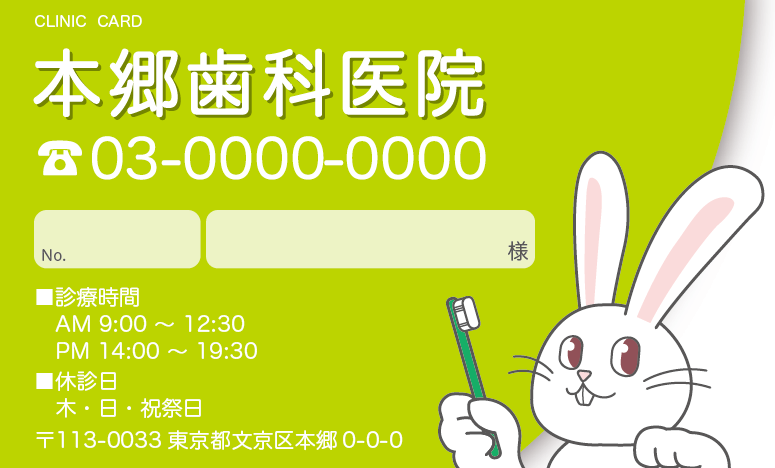 CLINIC CARD
本郷歯科医院
☎03-0000-0000
No.
様
■診療時間
AM 9:00 ～ 12:30
PM 14:00 ～ 19:30
■休診日
木・日・祝祭日
〒113-0033 東京都文京区本郷0-0-0